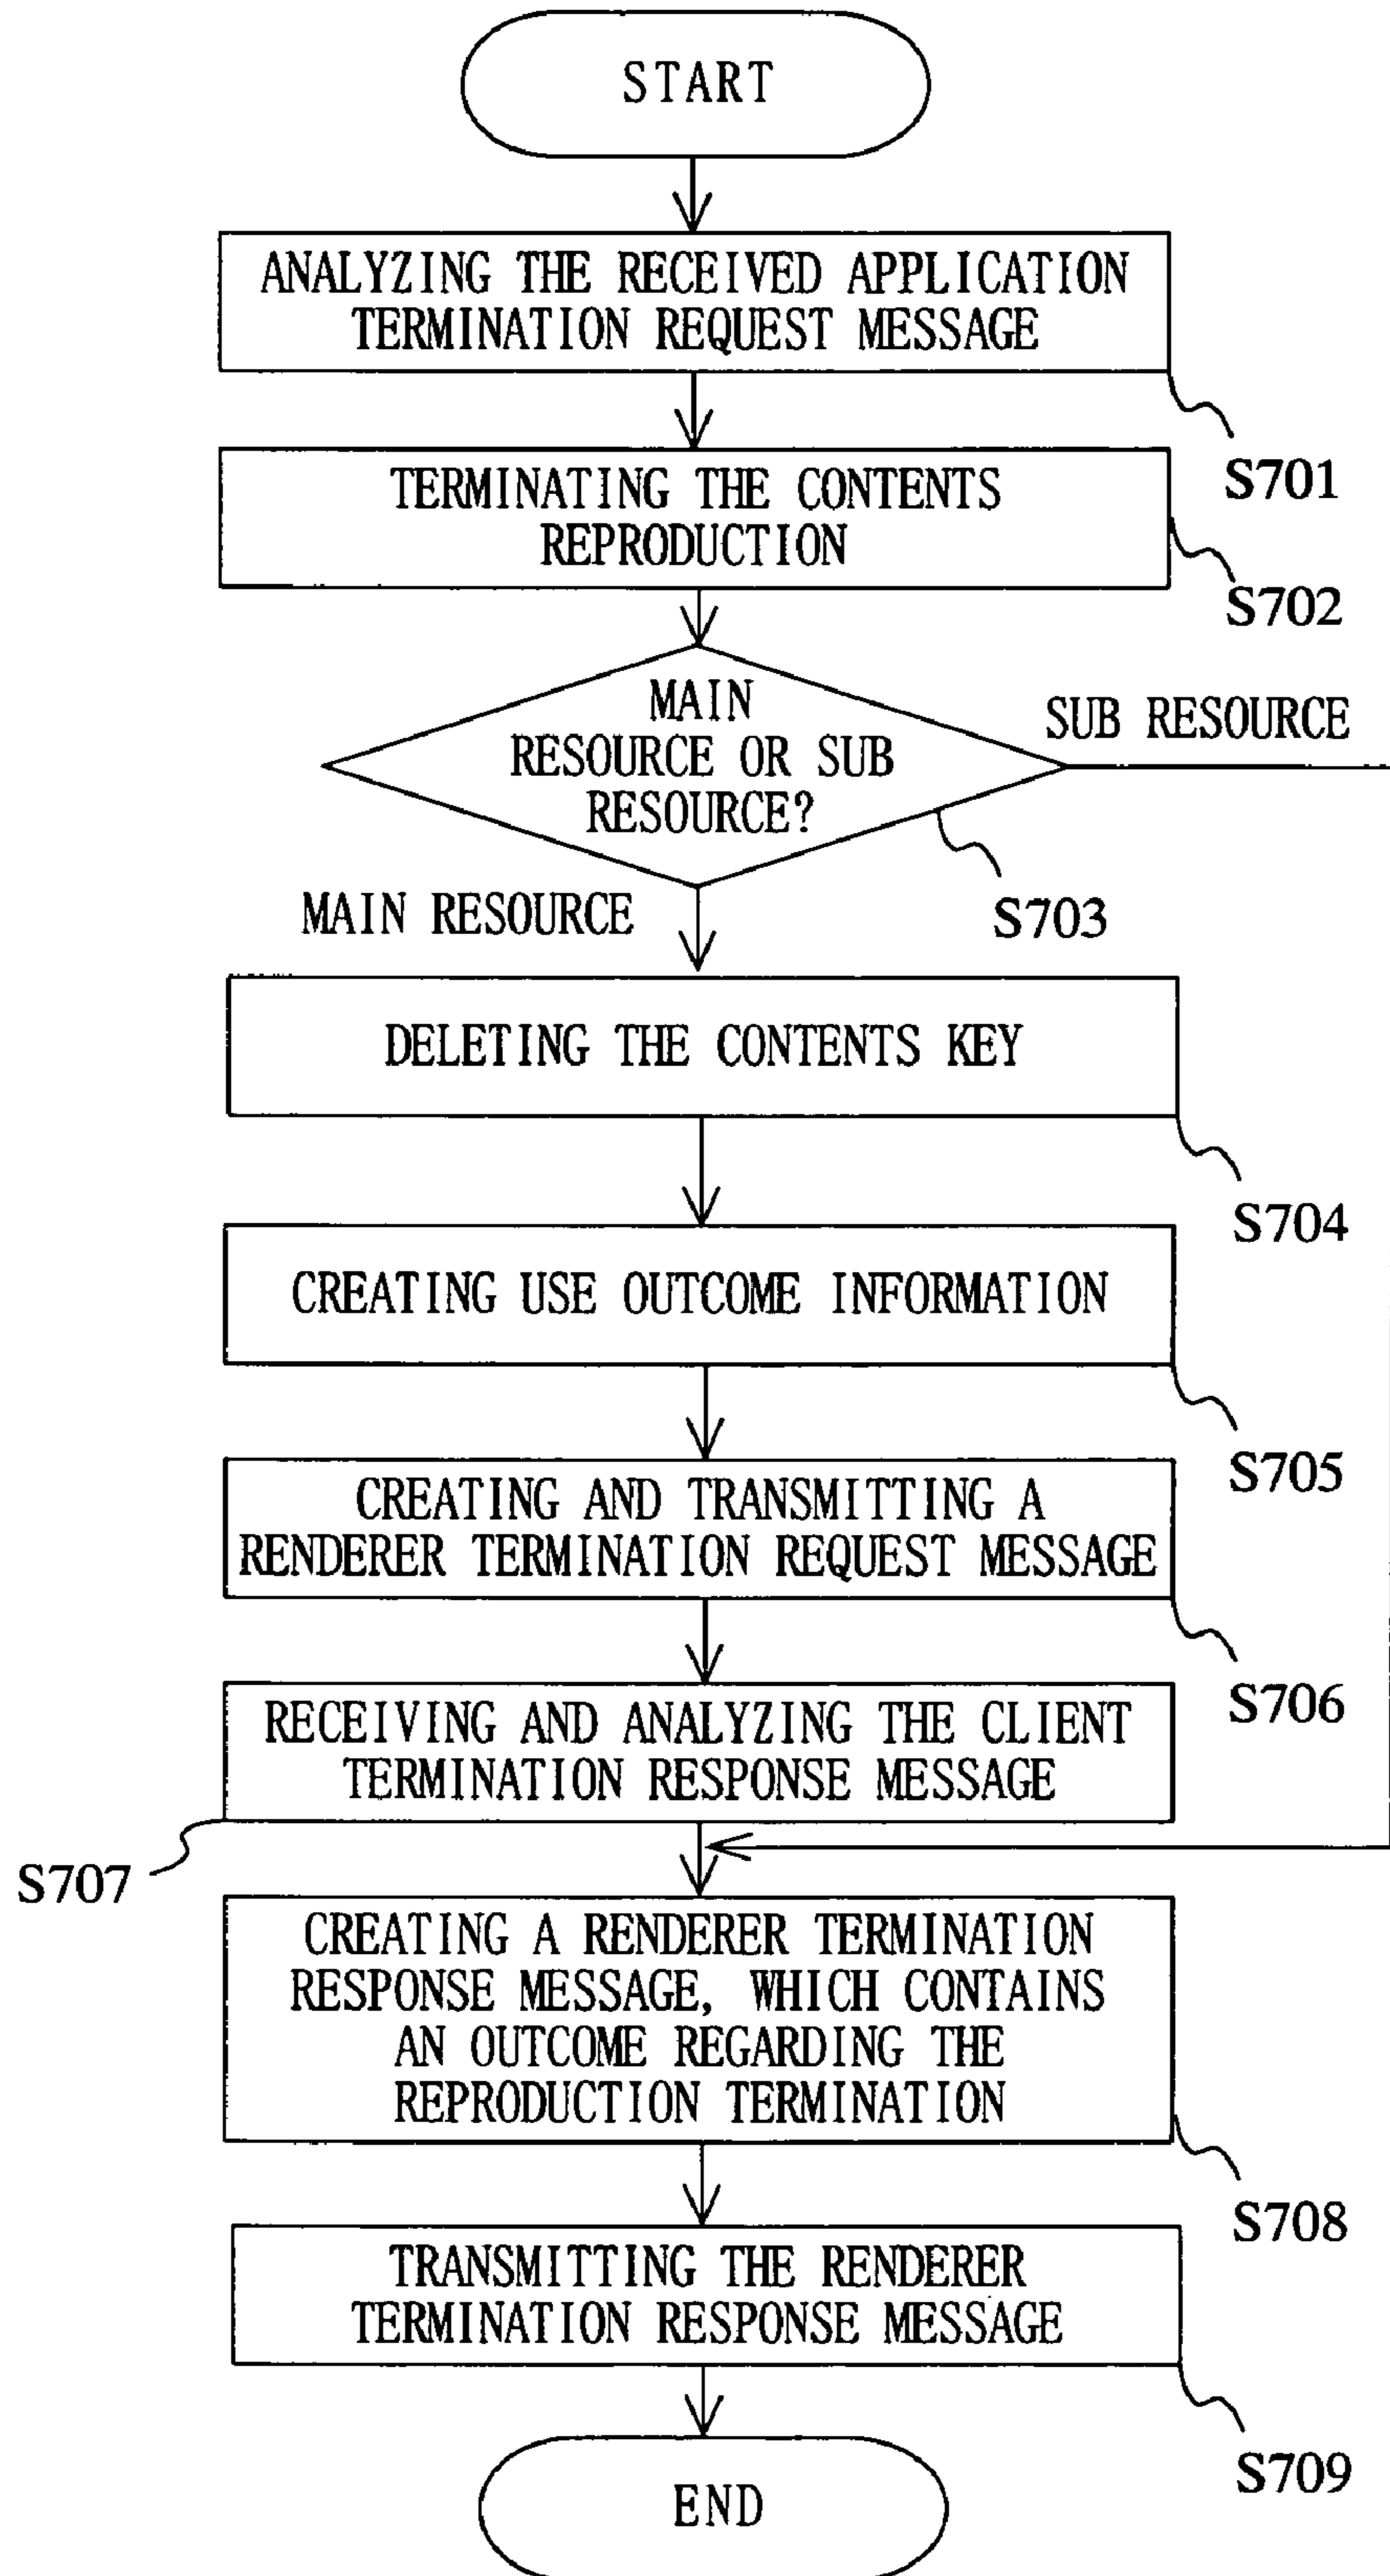 START
ANALYZING THE RECEIVED APPLICATION
TERMINATION REQUEST MESSAGE
S701
TERMINATING THE CONTENTS
REPRODUCTION
S702
MAIN
RESOURCE OR SUB
RESOURCE?
SUB RESOURCE
S703
MAIN RESOURCE
DELETING THE CONTENTS KEY
S704
CREATING USE OUTCOME INFORMATION
S705
CREATING AND TRANSMITTING A
RENDERER TERMINATION REQUEST MESSAGE
S706
RECEIVING AND ANALYZING THE CLIENT
TERMINATION RESPONSE MESSAGE
S707
CREATING A RENDERER TERMINATION
RESPONSE MESSAGE, WHICH CONTAINS
AN OUTCOME REGARDING THE
REPRODUCTION TERMINATION
S708
TRANSMITTING THE RENDERER
TERMINATION RESPONSE MESSAGE
S709
END